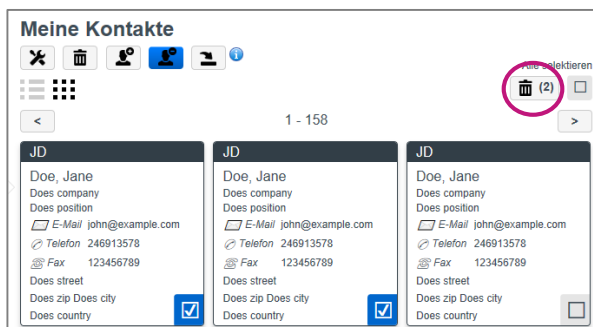 Meine Kontakte
Alle selektieren
(2)
< 1 - 158 >
JD
Doe, Jane
Does company
Does position
E-Mail john@example.com
Telefon 246913578
Fax 123456789
Does street
Does zip Does city
Does country
JD
Doe, Jane
Does company
Does position
E-Mail john@example.com
Telefon 246913578
Fax 123456789
Does street
Does zip Does city
Does country
JD
Doe, Jane
Does company
Does position
E-Mail john@example.com
Telefon 246913578
Fax 123456789
Does street
Does zip Does city
Does country